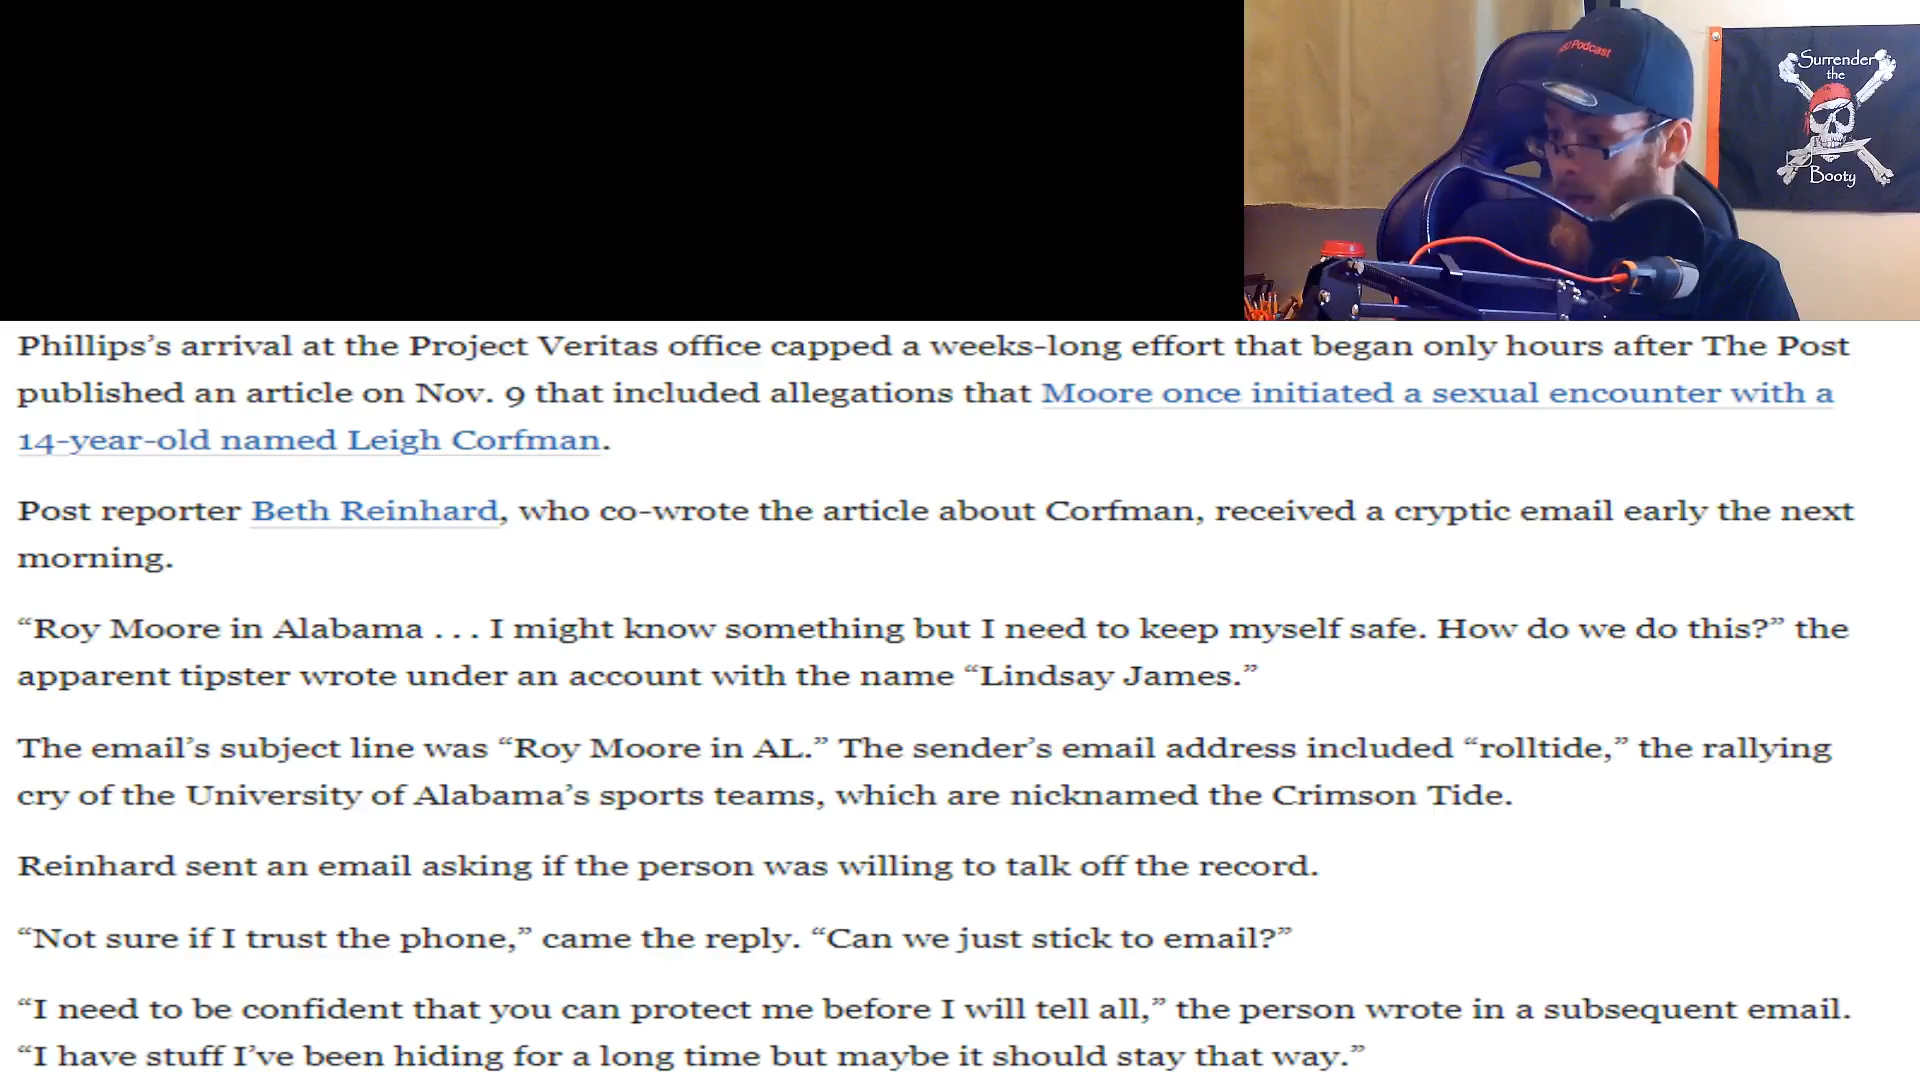 Podcast
Surrender
the
Booty
Phillips’s arrival at the Project Veritas office capped a weeks-long effort that began only hours after The Post
published an article on Nov. 9 that included allegations that Moore once initiated a sexual encounter with a
14-year-old named Leigh Corfman.
Post reporter Beth Reinhard, who co-wrote the article about Corfman, received a cryptic email early the next
morning.
“Roy Moore in Alabama . . . I might know something but I need to keep myself safe. How do we do this?” the
apparent tipster wrote under an account with the name “Lindsay James.”
The email’s subject line was “Roy Moore in AL.” The sender’s email address included “rolltide,” the rallying
cry of the University of Alabama’s sports teams, which are nicknamed the Crimson Tide.
Reinhard sent an email asking if the person was willing to talk off the record.
“Not sure if I trust the phone,” came the reply. “Can we just stick to email?”
“I need to be confident that you can protect me before I will tell all,” the person wrote in a subsequent email.
“I have stuff I’ve been hiding for a long time but maybe it should stay that way.”